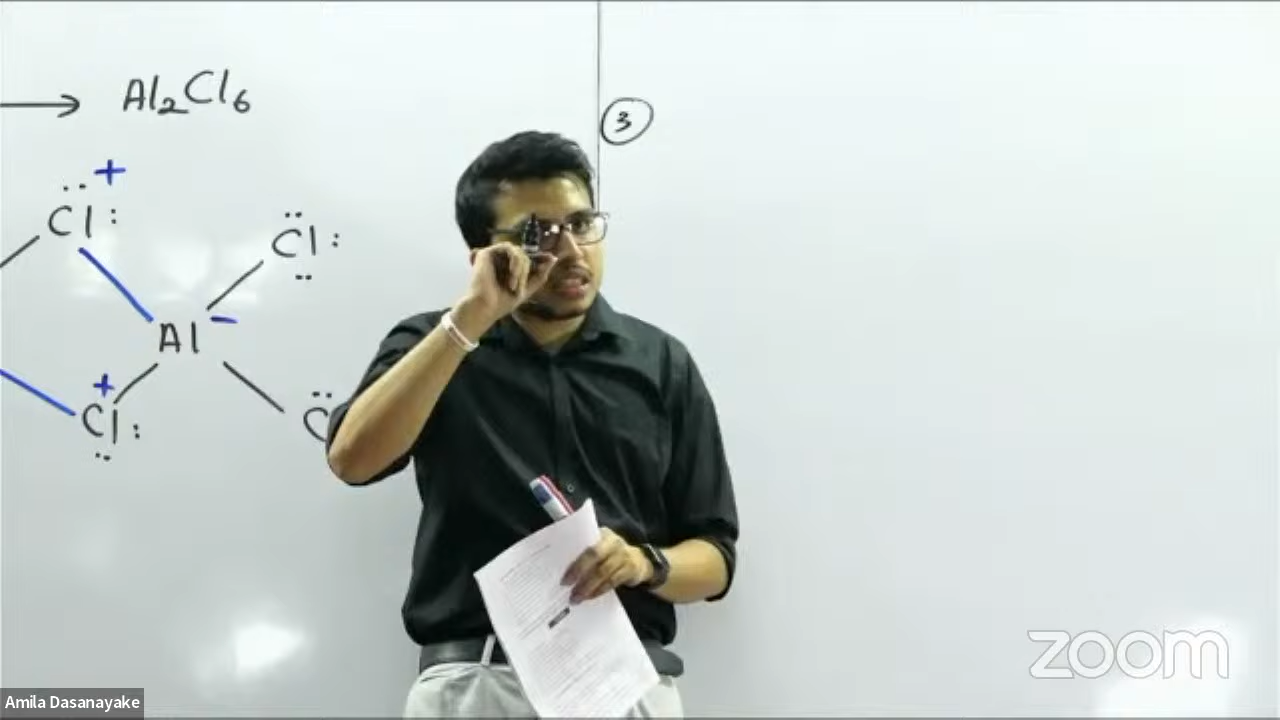 → Al₂Cl₆
③
+
Cl: Cl:
Al −
+
Cl: C
zoom
Amila Dasanayake